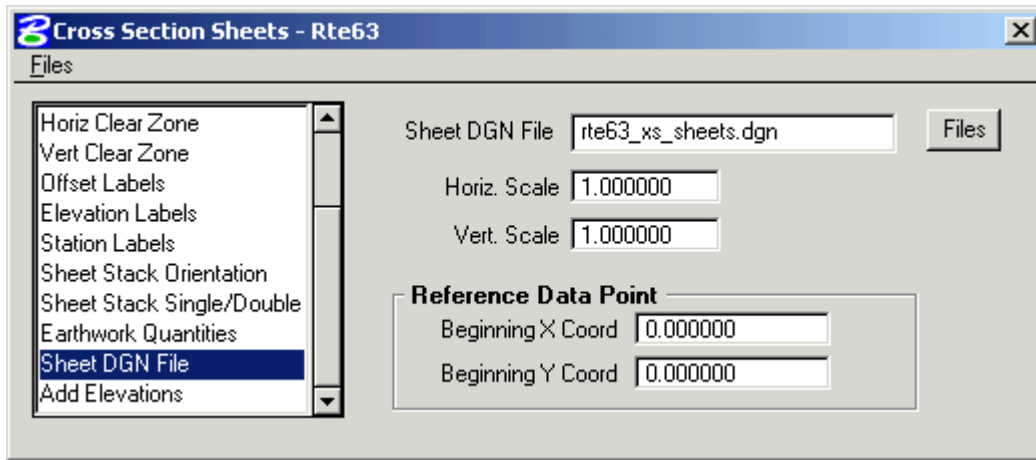 Cross Section Sheets - Rte63
Files
Horiz Clear Zone
Vert Clear Zone
Offset Labels
Elevation Labels
Station Labels
Sheet Stack Orientation
Sheet Stack Single/Double
Earthwork Quantities
Sheet DGN File
Add Elevations
Sheet DGN File rte63_xs_sheets.dgn Files
Horiz. Scale 1.000000
Vert. Scale 1.000000
Reference Data Point
Beginning X Coord 0.000000
Beginning Y Coord 0.000000